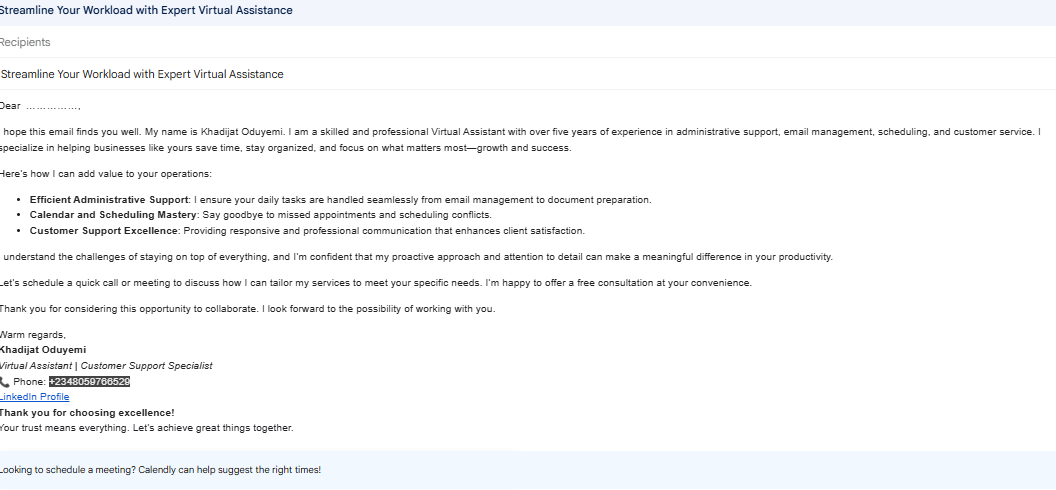 Streamline Your Workload with Expert Virtual Assistance
Recipients
Streamline Your Workload with Expert Virtual Assistance
Dear ……………,
hope this email finds you well. My name is Khadijat Oduyemi. I am a skilled and professional Virtual Assistant with over five years of experience in administrative support, email management, scheduling, and customer service. I
specialize in helping businesses like yours save time, stay organized, and focus on what matters most—growth and success.
Here's how I can add value to your operations:
• Efficient Administrative Support: I ensure your daily tasks are handled seamlessly from email management to document preparation.
• Calendar and Scheduling Mastery: Say goodbye to missed appointments and scheduling conflicts.
• Customer Support Excellence: Providing responsive and professional communication that enhances client satisfaction.
understand the challenges of staying on top of everything, and I'm confident that my proactive approach and attention to detail can make a meaningful difference in your productivity.
Let's schedule a quick call or meeting to discuss how I can tailor my services to meet your specific needs. I'm happy to offer a free consultation at your convenience.
Thank you for considering this opportunity to collaborate. I look forward to the possibility of working with you.
Warm regards,
Khadijat Oduyemi
Virtual Assistant | Customer Support Specialist
📞 Phone: +2348059766529
LinkedIn Profile
Thank you for choosing excellence!
Your trust means everything. Let's achieve great things together.
Looking to schedule a meeting? Calendly can help suggest the right times!